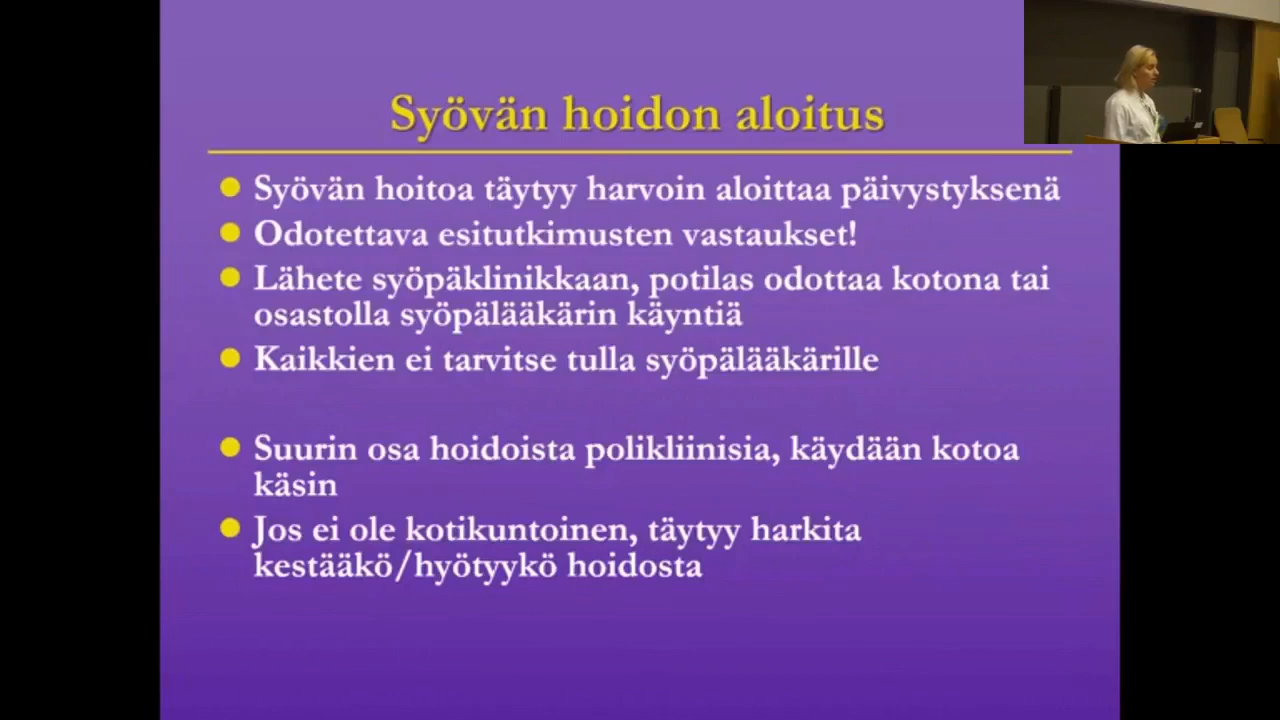 Syövän hoidon aloitus
Syövän hoitoa täytyy harvoin aloittaa päivystyksenä
Odotettava esitutkimusten vastaukset!
Lähete syöpäklinikkaan, potilas odottaa kotona tai
osastolla syöpälääkärin käyntiä
Kaikkien ei tarvitse tulla syöpälääkärille
Suurin osa hoidoista polikliinisia, käydään kotoa
käsin
Jos ei ole kotikuntoinen, täytyy harkita
kestääkö/hyötyykö hoidosta